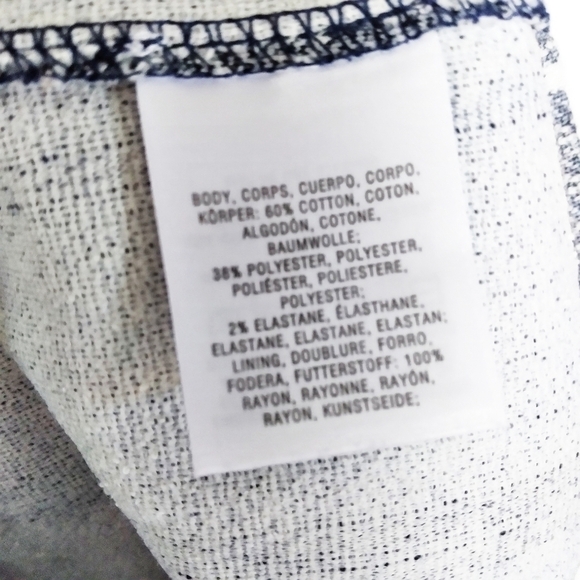 BODY, CORPS, CUERPO, CORPO,
KÖRPER: 60% COTTON, COTON,
ALGODÓN, COTONE,
BAUMWOLLE;
38% POLYESTER, POLYESTER,
POLIÉSTER, POLIESTERE,
POLYESTER;
2% ELASTANE, ÉLASTHANE,
ELASTANE, ELASTANE, ELASTAN;
LINING, DOUBLURE, FORRO,
FODERA, FUTTERSTOFF: 100%
RAYON, RAYONNE, RAYÓN,
RAYON, KUNSTSEIDE;